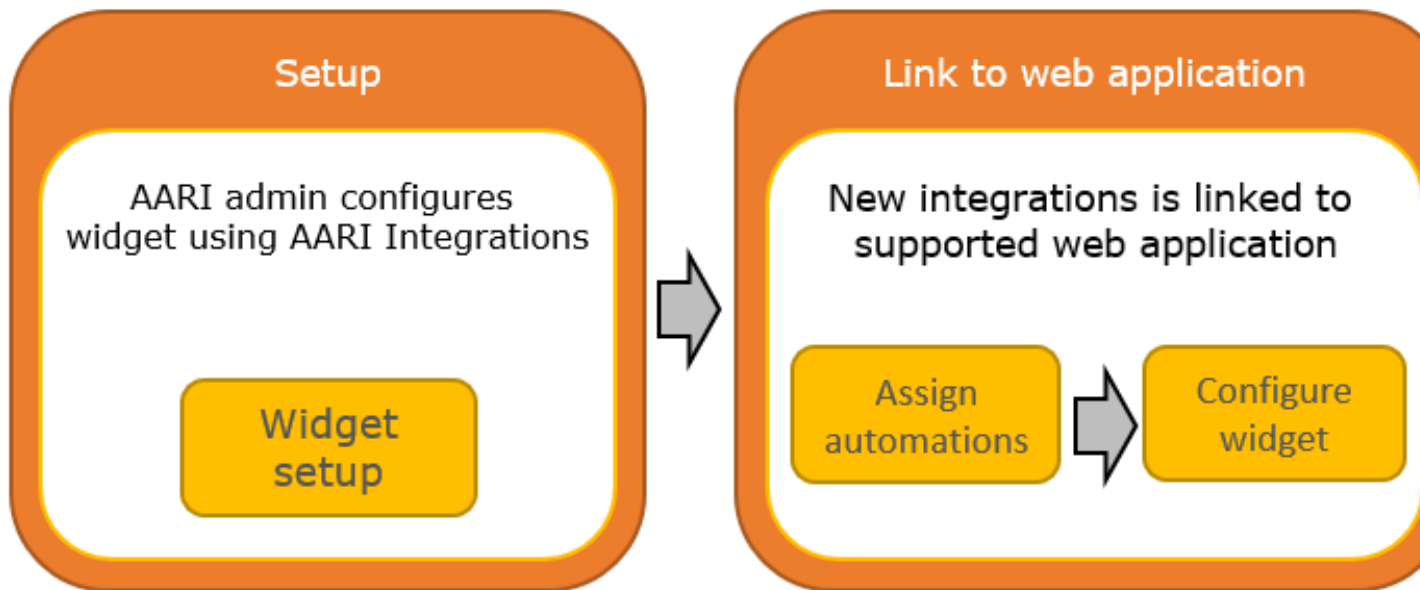 Setup
AARI admin configures
widget using AARI Integrations
Widget
setup
Link to web application
New integrations is linked to
supported web application
Assign
automations
Configure
widget